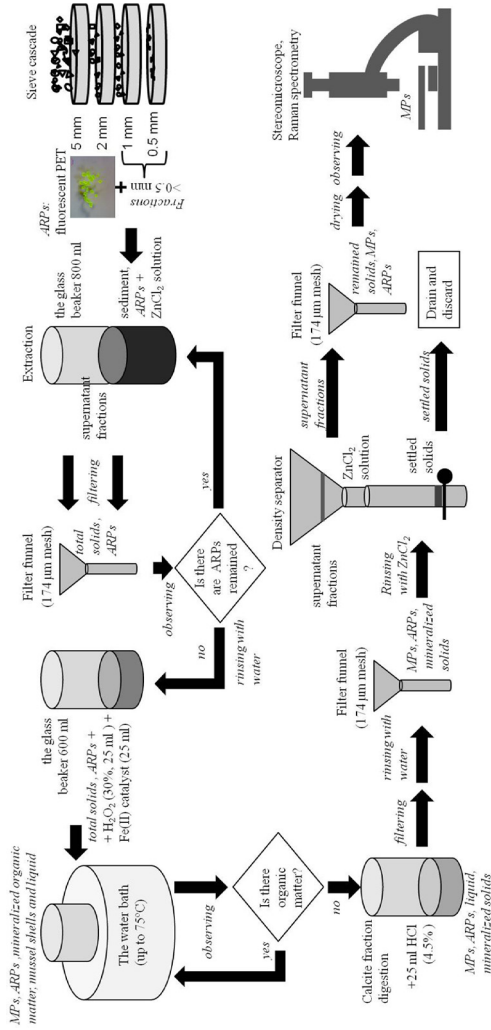 Sieve cascade
5 mm
2 mm
1 mm
0.5 mm
ARPs:
fluorescent PET
+
Fractions
>0.5 mm
sediment,
ARPs +
ZnCl2 solution
Extraction
the glass
beaker 800 ml
supernatant
fractions
filtering
Filter funnel
(174 µm mesh)
total
solids ,
ARPs
observing
Is there
are ARPs
remained
?
yes
no
rinsing with
water
the glass
beaker 600 ml
total solids , ARPs +
+ H2O2 (30%, 25 ml ) +
Fe(II) catalyst (25 ml)
MPs, ARPs ,mineralized organic
matter, mussel shells and liquid
The water bath
(up to 75°C)
observing
Is there
organic
matter?
yes
no
Calcite fraction
digestion
+25 ml HCl
(4.5%)
MPs, ARPs, liquid,
mineralized solids
filtering
rinsing with
water
Filter funnel
(174 µm mesh)
MPs, ARPs,
mineralized
solids
Rinsing
with ZnCl2
Density separator
supernatant
fractions
ZnCl2
solution
settled
solids
supernatant
fractions
settled solids
Filter funnel
(174 µm mesh)
remained
solids, MPs,
ARPs
Drain and
discard
drying
observing
Stereomicroscope,
Raman spectrometry
MPs